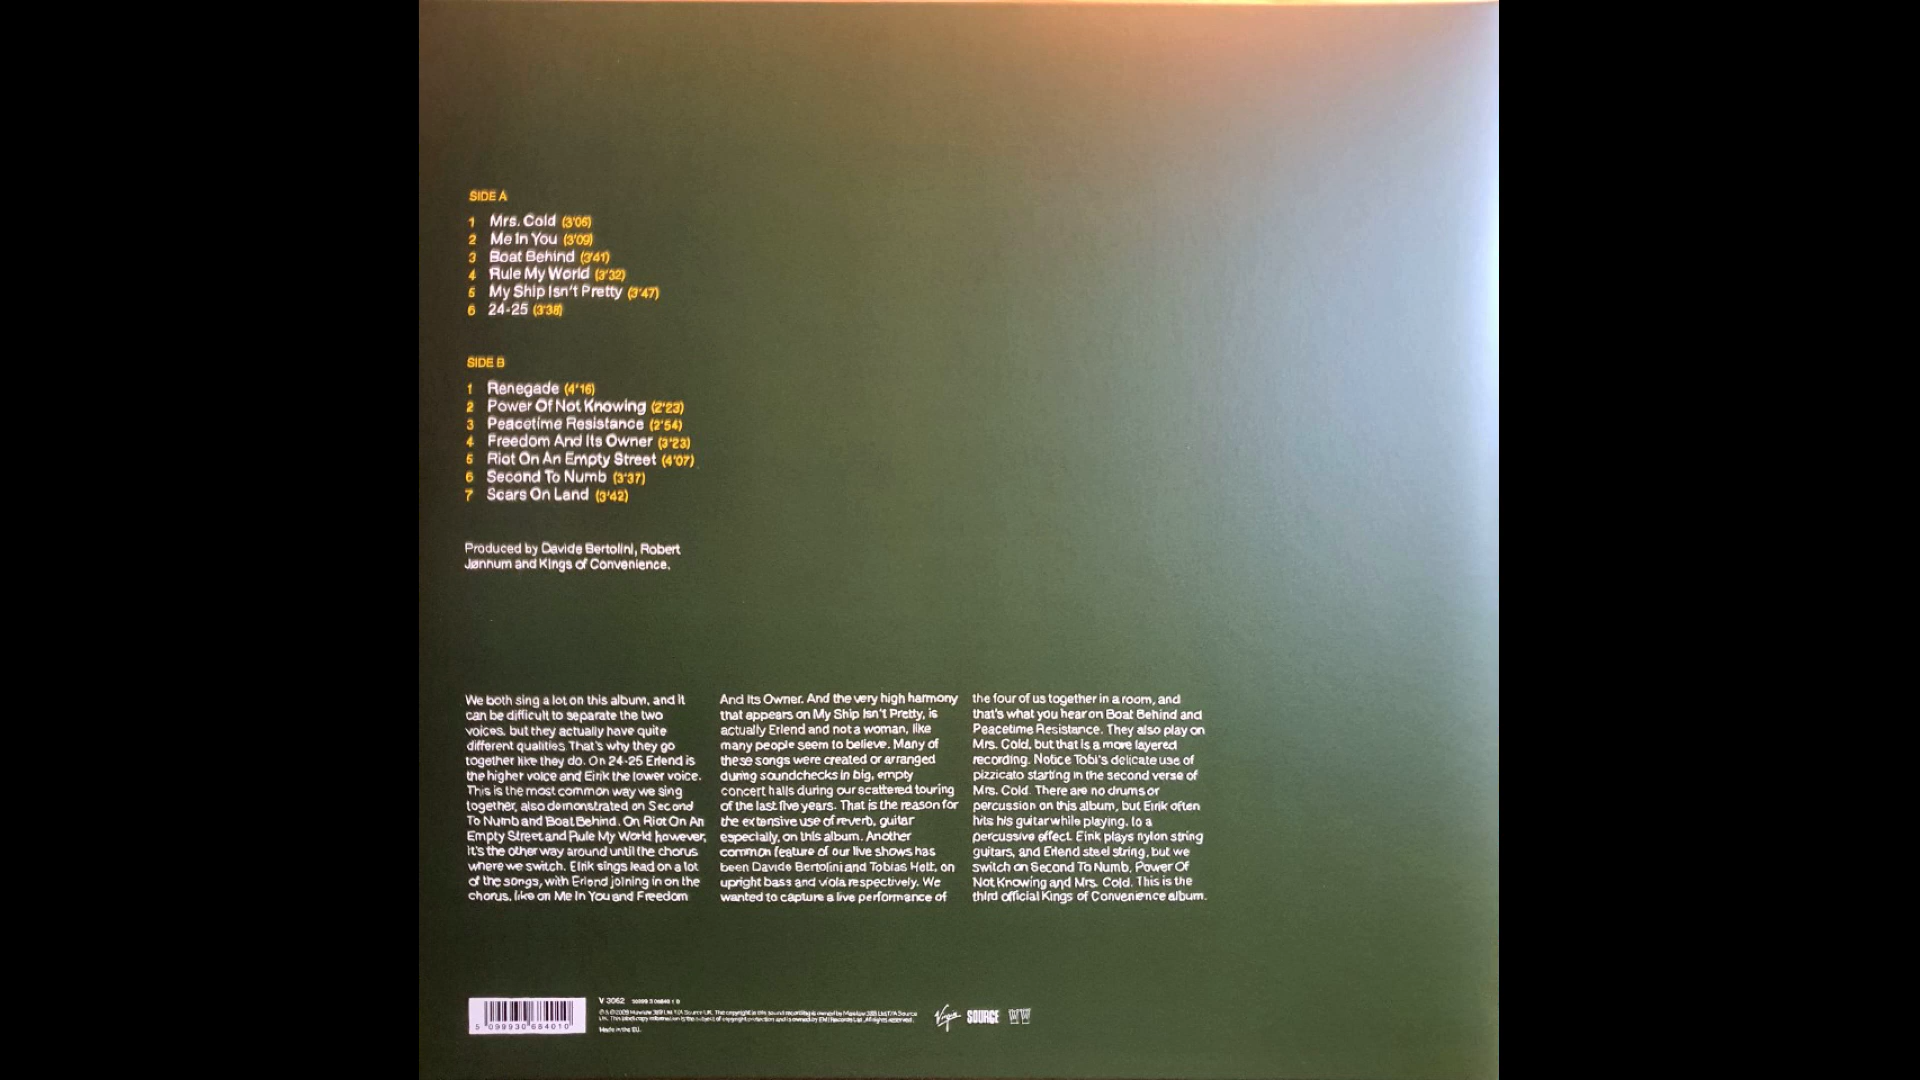 SIDE A
1 Mrs. Cold (3'06)
2 Me In You (3'09)
3 Boat Behind (3'41)
4 Rule My World (3'32)
5 My Ship Isn't Pretty (3'47)
6 24-25 (3'38)
SIDE B
1 Renegade (4'16)
2 Power Of Not Knowing (2'23)
3 Peacetime Resistance (2'54)
4 Freedom And Its Owner (3'23)
5 Riot On An Empty Street (4'07)
6 Second To Numb (3'37)
7 Scars On Land (3'42)
Produced by Davide Bertolini, Robert
Jønnum and Kings of Convenience.
We both sing a lot on this album, and it
can be difficult to separate the two
voices, but they actually have quite
different qualities. That's why they go
together like they do. On 24-25 Erlend is
the higher voice and Eirik the lower voice.
This is the most common way we sing
together, also demonstrated on Second
To Numb and Boat Behind. On Riot On An
Empty Street and Rule My World however,
it's the other way around until the chorus
where we switch. Eirik sings lead on a lot
of the songs, with Erlend joining in on the
chorus, like on Me In You and Freedom
And Its Owner. And the very high harmony
that appears on My Ship Isn't Pretty, is
actually Erlend and not a woman, like
many people seem to believe. Many of
these songs were created or arranged
during soundchecks in big, empty
concert halls during our scattered touring
of the last five years. That is the reason for
the extensive use of reverb, guitar
especially, on this album. Another
common feature of our live shows has
been Davide Bertolini and Tobias Hett, on
upright bass and viola respectively. We
wanted to capture a live performance of
the four of us together in a room, and
that's what you hear on Boat Behind and
Peacetime Resistance. They also play on
Mrs. Cold, but that is a more layered
recording. Notice Tobi's delicate use of
pizzicato starting in the second verse of
Mrs. Cold. There are no drums or
percussion on this album, but Eirik often
hits his guitar while playing, to a
percussive effect. Eirik plays nylon string
guitars, and Erlend steel string, but we
switch on Second To Numb, Power Of
Not Knowing and Mrs. Cold. This is the
third official Kings of Convenience album.
5 099930 664010
V 3062
Made in the EU.
Virgin SOURCE